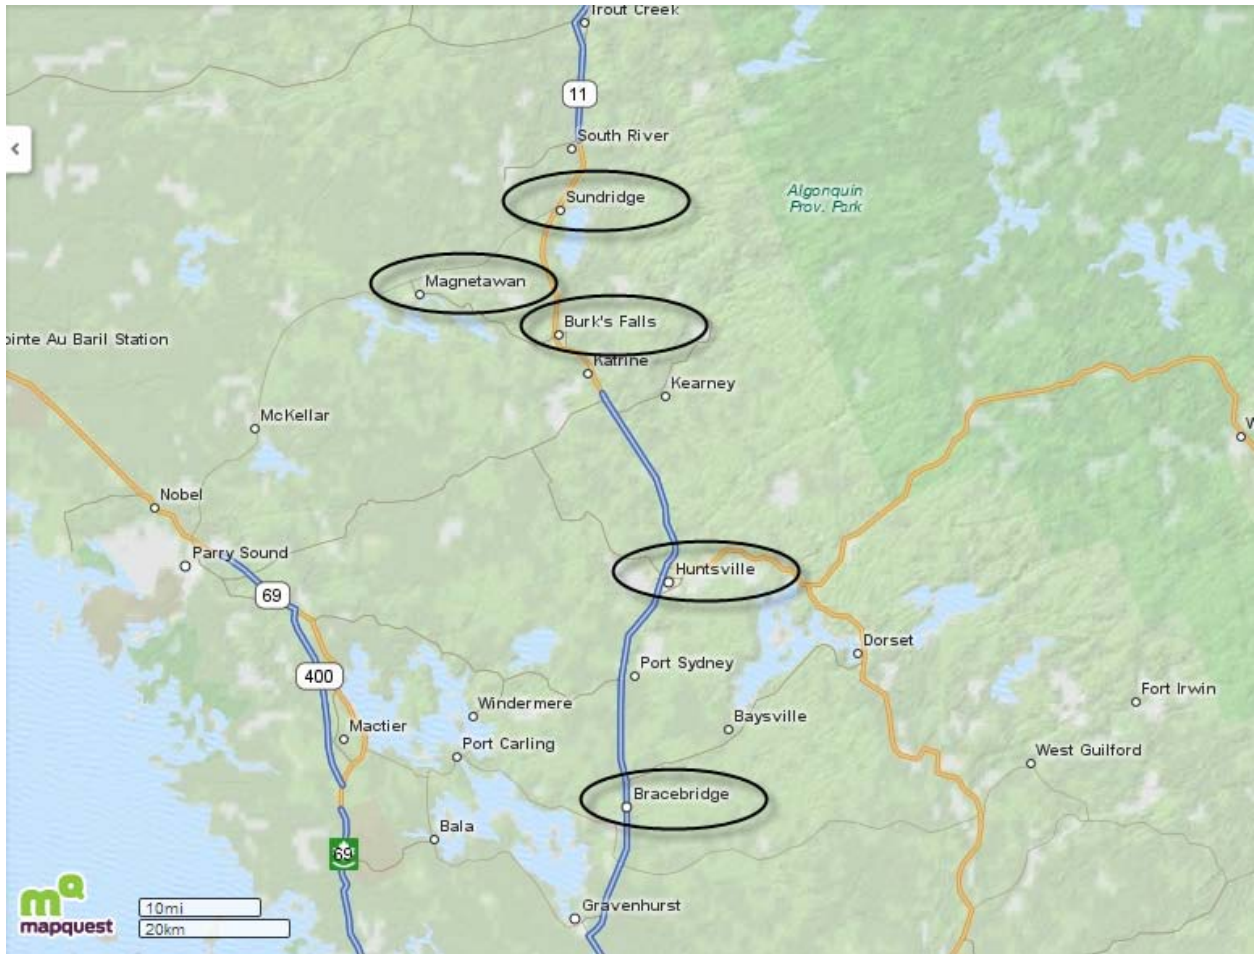 Trout Creek
11
South River
Sundridge
Algonquin
Prov. Park
Magnetawan
Burk's Falls
ointe Au Baril Station
Katrine
Kearney
McKellar
W
Nobel
Parry Sound
Huntsville
69
Dorset
Port Sydney
400
Fort Irwin
Windermere
Baysville
Mactier
Port Carling
West Guilford
Bracebridge
Bala
69
Gravenhurst
mapquest
10mi
20km